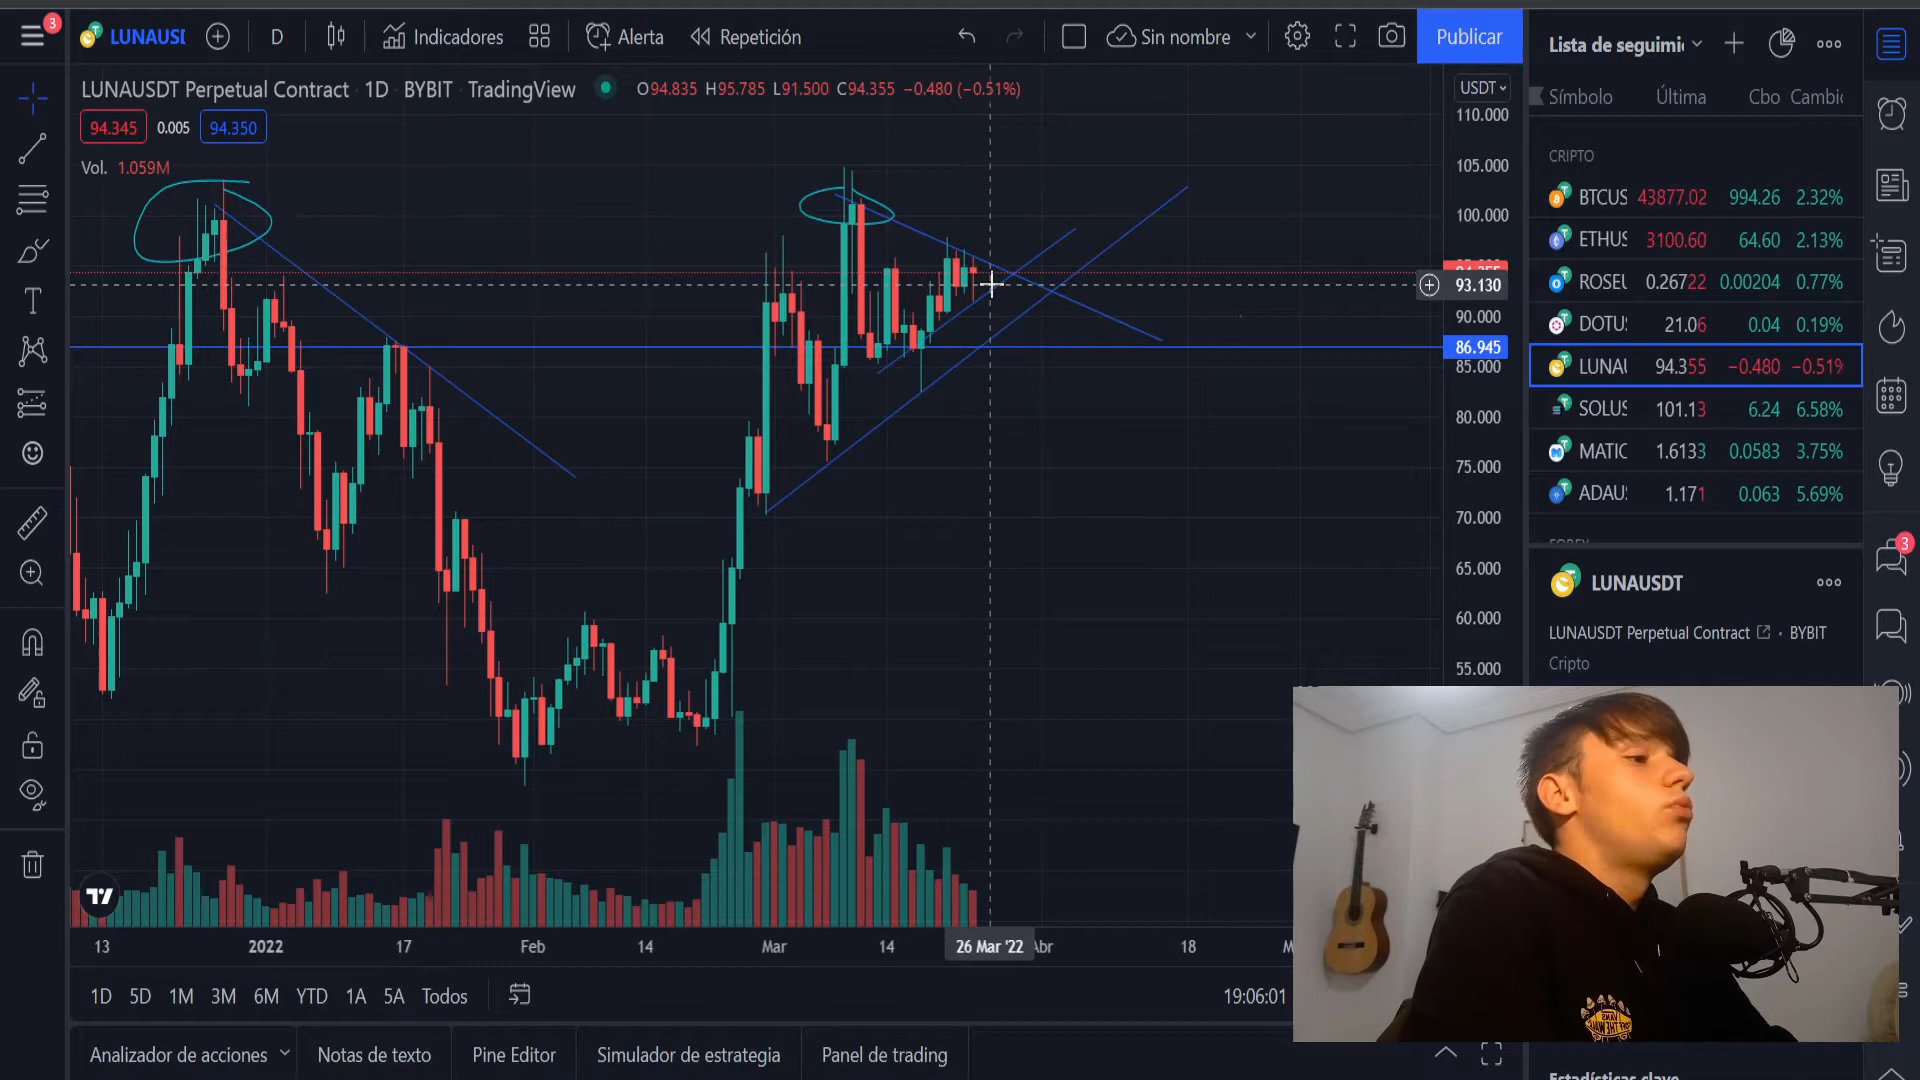 3
LUNAUSI
D
Indicadores
Alerta
Repetición
Sin nombre
Publicar
Lista de seguimi
LUNAUSDT Perpetual Contract · 1D · BYBIT · TradingView
O94.835 H95.785 L91.500 C94.355 −0.480 (−0.51%)
94.345 0.005 94.350
Vol. 1.059M
USDT
110.000
105.000
100.000
93.130
90.000
86.945
85.000
80.000
75.000
70.000
65.000
60.000
55.000
Símbolo Última Cbo Cambic
CRIPTO
BTCUS 43877.02 994.26 2.32%
ETHUS 3100.60 64.60 2.13%
ROSEU 0.26722 0.00204 0.77%
DOTU 21.06 0.04 0.19%
LUNAU 94.355 −0.480 −0.51%
SOLUS 101.13 6.24 6.58%
MATIC 1.6133 0.0583 3.75%
ADAU 1.171 0.063 5.69%
3
LUNAUSDT
LUNAUSDT Perpetual Contract · BYBIT
Cripto
13 2022 17 Feb 14 Mar 14 26 Mar '22 Abr 18
1D 5D 1M 3M 6M YTD 1A 5A Todos
19:06:01
Analizador de acciones
Notas de texto
Pine Editor
Simulador de estrategia
Panel de trading
VANS